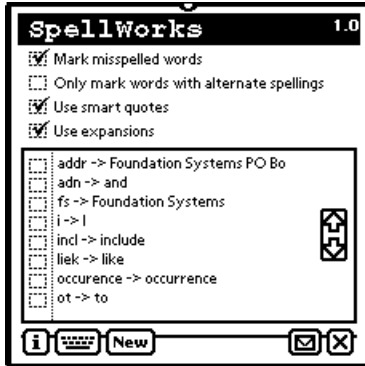 SpellWorks 1.0
Mark misspelled words
Only mark words with alternate spellings
Use smart quotes
Use expansions
addr -> Foundation Systems PO Bo
adn -> and
fs -> Foundation Systems
i -> I
incl -> include
liek -> like
occurence -> occurrence
ot -> to
i New